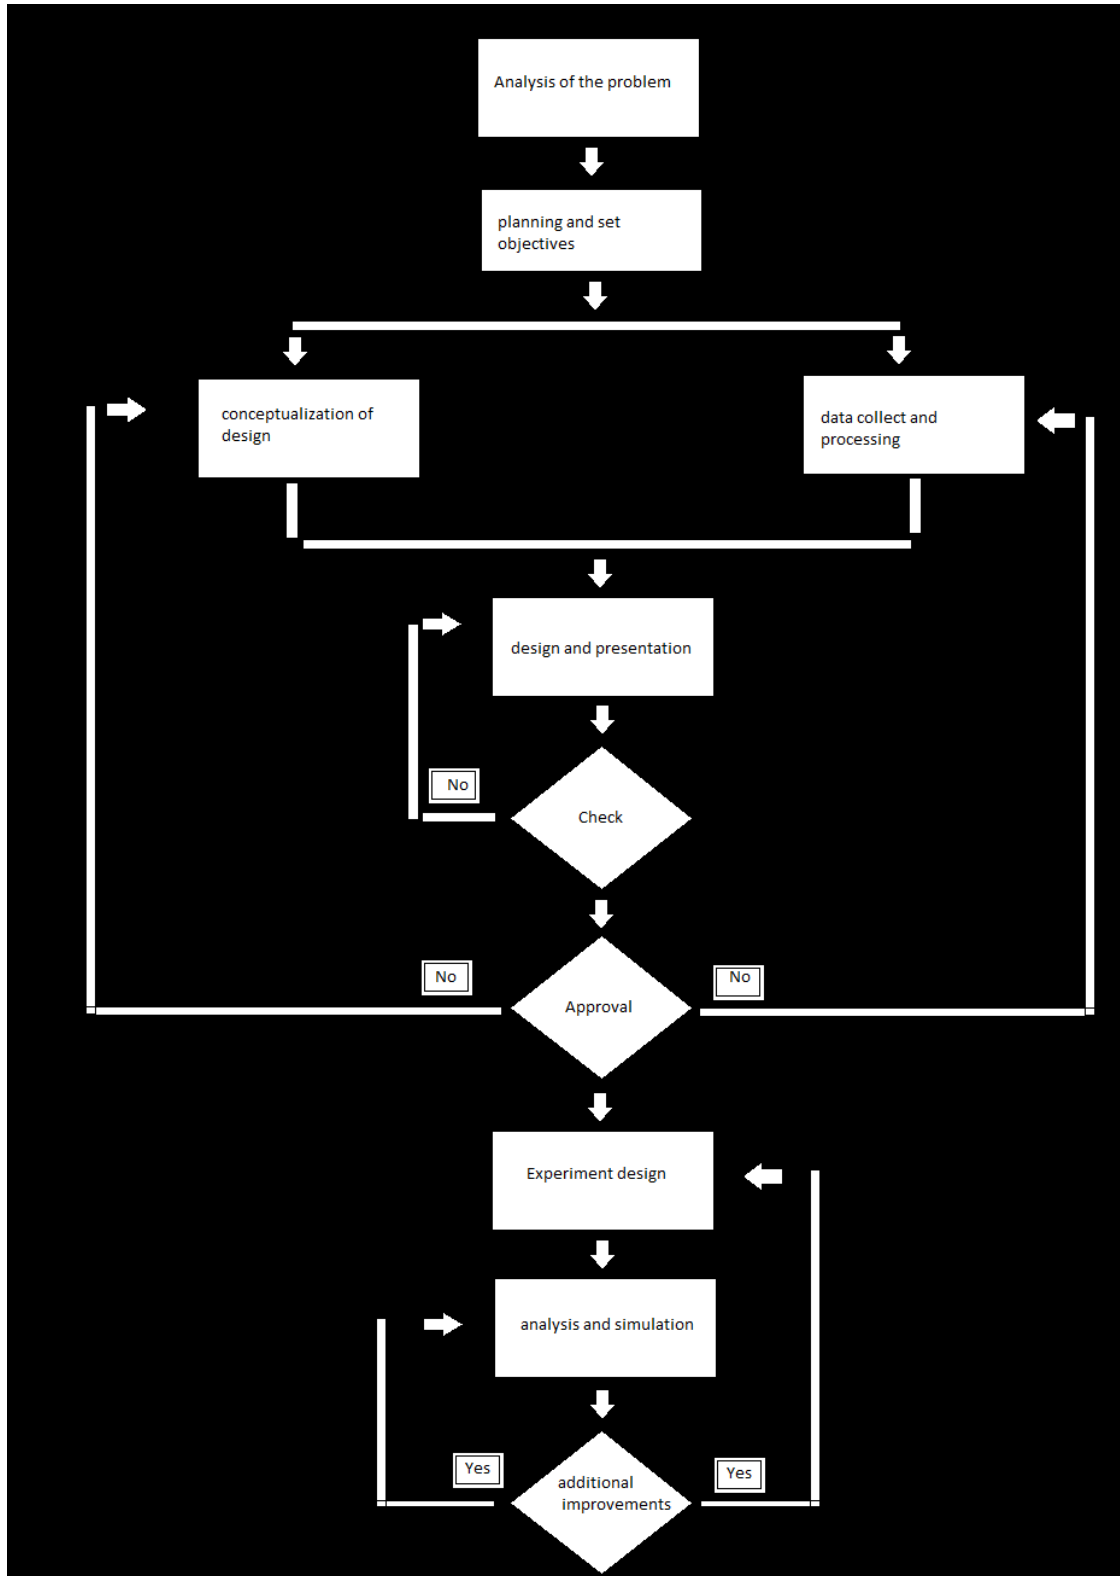 Analysis of the problem
planning and set
objectives
conceptualization of
design
data collect and
processing
design and presentation
No
Check
No
No
Approval
Experiment design
analysis and simulation
Yes
Yes
additional
improvements